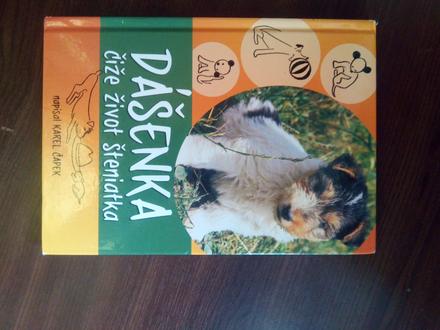 DÁŠENKA
čiže život šteniatka
napísal KAREL ČAPEK